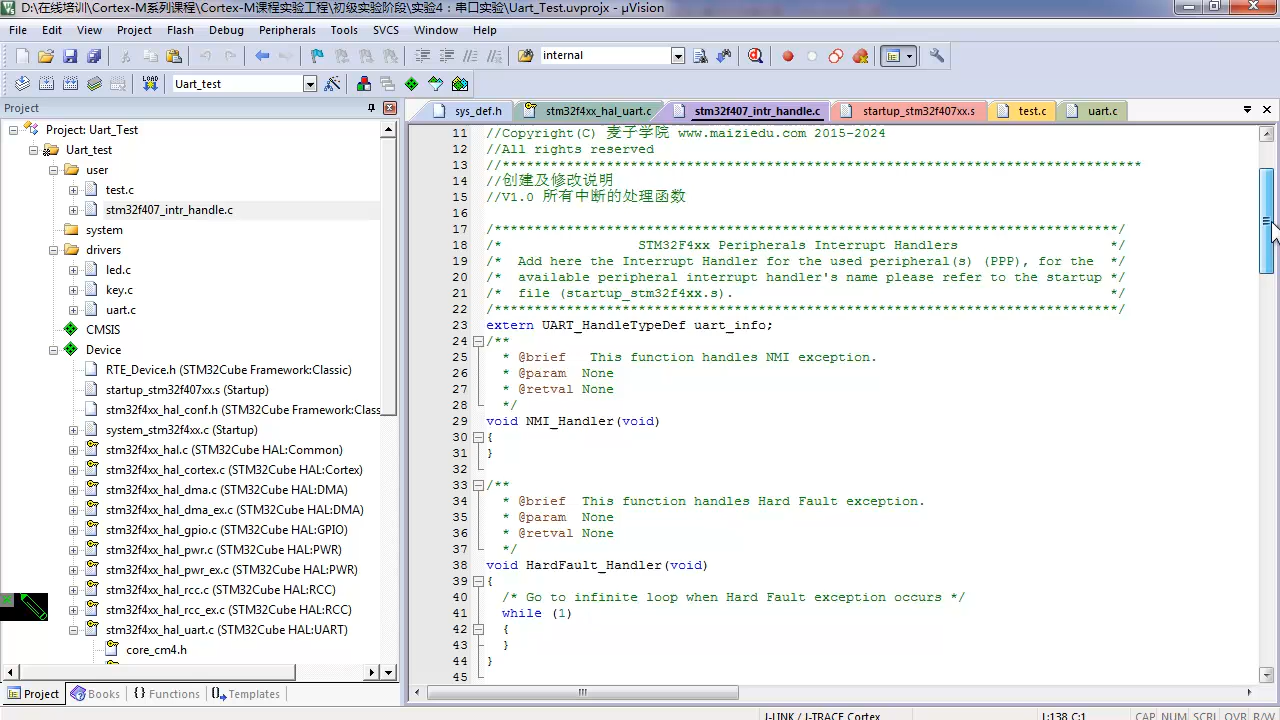 D:\在线培训\Cortex-M系列课程\Cortex-M课程实验工程\初级实验阶段\实验4：串口实验\Uart_Test.uvprojx - µVision
File Edit View Project Flash Debug Peripherals Tools SVCS Window Help
internal
Uart_test
Project
Project: Uart_Test
Uart_test
user
test.c
stm32f407_intr_handle.c
system
drivers
led.c
key.c
uart.c
CMSIS
Device
RTE_Device.h (STM32Cube Framework:Classic)
startup_stm32f407xx.s (Startup)
stm32f4xx_hal_conf.h (STM32Cube Framework:Class
system_stm32f4xx.c (Startup)
stm32f4xx_hal.c (STM32Cube HAL:Common)
stm32f4xx_hal_cortex.c (STM32Cube HAL:Cortex)
stm32f4xx_hal_dma.c (STM32Cube HAL:DMA)
stm32f4xx_hal_dma_ex.c (STM32Cube HAL:DMA)
stm32f4xx_hal_gpio.c (STM32Cube HAL:GPIO)
stm32f4xx_hal_pwr.c (STM32Cube HAL:PWR)
stm32f4xx_hal_pwr_ex.c (STM32Cube HAL:PWR)
stm32f4xx_hal_rcc.c (STM32Cube HAL:RCC)
stm32f4xx_hal_rcc_ex.c (STM32Cube HAL:RCC)
stm32f4xx_hal_uart.c (STM32Cube HAL:UART)
core_cm4.h
Project Books {} Functions Templates
sys_def.h stm32f4xx_hal_uart.c stm32f407_intr_handle.c startup_stm32f407xx.s test.c uart.c
11 //Copyright(C) 麦子学院 www.maiziedu.com 2015-2024
12 //All rights reserved
13 //********************************************************************************
14 //创建及修改说明
15 //V1.0 所有中断的处理函数
16
17 /******************************************************************************/
18 /*                 STM32F4xx Peripherals Interrupt Handlers                   */
19 /*  Add here the Interrupt Handler for the used peripheral(s) (PPP), for the  */
20 /*  available peripheral interrupt handler's name please refer to the startup */
21 /*  file (startup_stm32f4xx.s).                                               */
22 /******************************************************************************/
23 extern UART_HandleTypeDef uart_info;
24 /**
25   * @brief   This function handles NMI exception.
26   * @param  None
27   * @retval None
28   */
29 void NMI_Handler(void)
30 {
31 }
32
33 /**
34   * @brief  This function handles Hard Fault exception.
35   * @param  None
36   * @retval None
37   */
38 void HardFault_Handler(void)
39 {
40   /* Go to infinite loop when Hard Fault exception occurs */
41   while (1)
42   {
43   }
44 }
45
J-LINK / J-TRACE Cortex L:138 C:1 CAP NUM SCRL OVR R/W